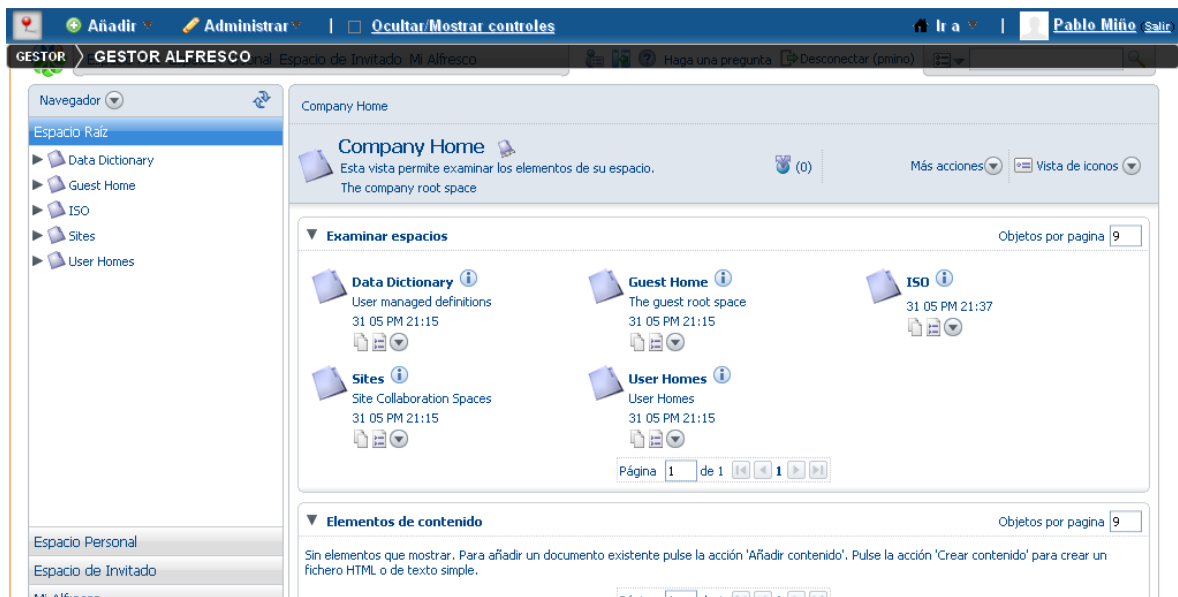 Añadir Administrar | Ocultar/Mostrar controles Ir a | Pablo Miño (Salir)
GESTOR GESTOR ALFRESCO Espacio de Invitado Mi Alfresco Haga una pregunta Desconectar (pmino)
Navegador
Company Home
Espacio Raíz
Data Dictionary
Guest Home
ISO
Sites
User Homes
Company Home
Esta vista permite examinar los elementos de su espacio.
The company root space
(0)
Más acciones Vista de iconos
Examinar espacios Objetos por pagina 9
Data Dictionary
User managed definitions
31 05 PM 21:15
Guest Home
The guest root space
31 05 PM 21:15
ISO
31 05 PM 21:37
Sites
Site Collaboration Spaces
31 05 PM 21:15
User Homes
User Homes
31 05 PM 21:15
Página 1 de 1 1
Elementos de contenido Objetos por pagina 9
Sin elementos que mostrar. Para añadir un documento existente pulse la acción 'Añadir contenido'. Pulse la acción 'Crear contenido' para crear un
fichero HTML o de texto simple.
Espacio Personal
Espacio de Invitado
Mi Alfresco